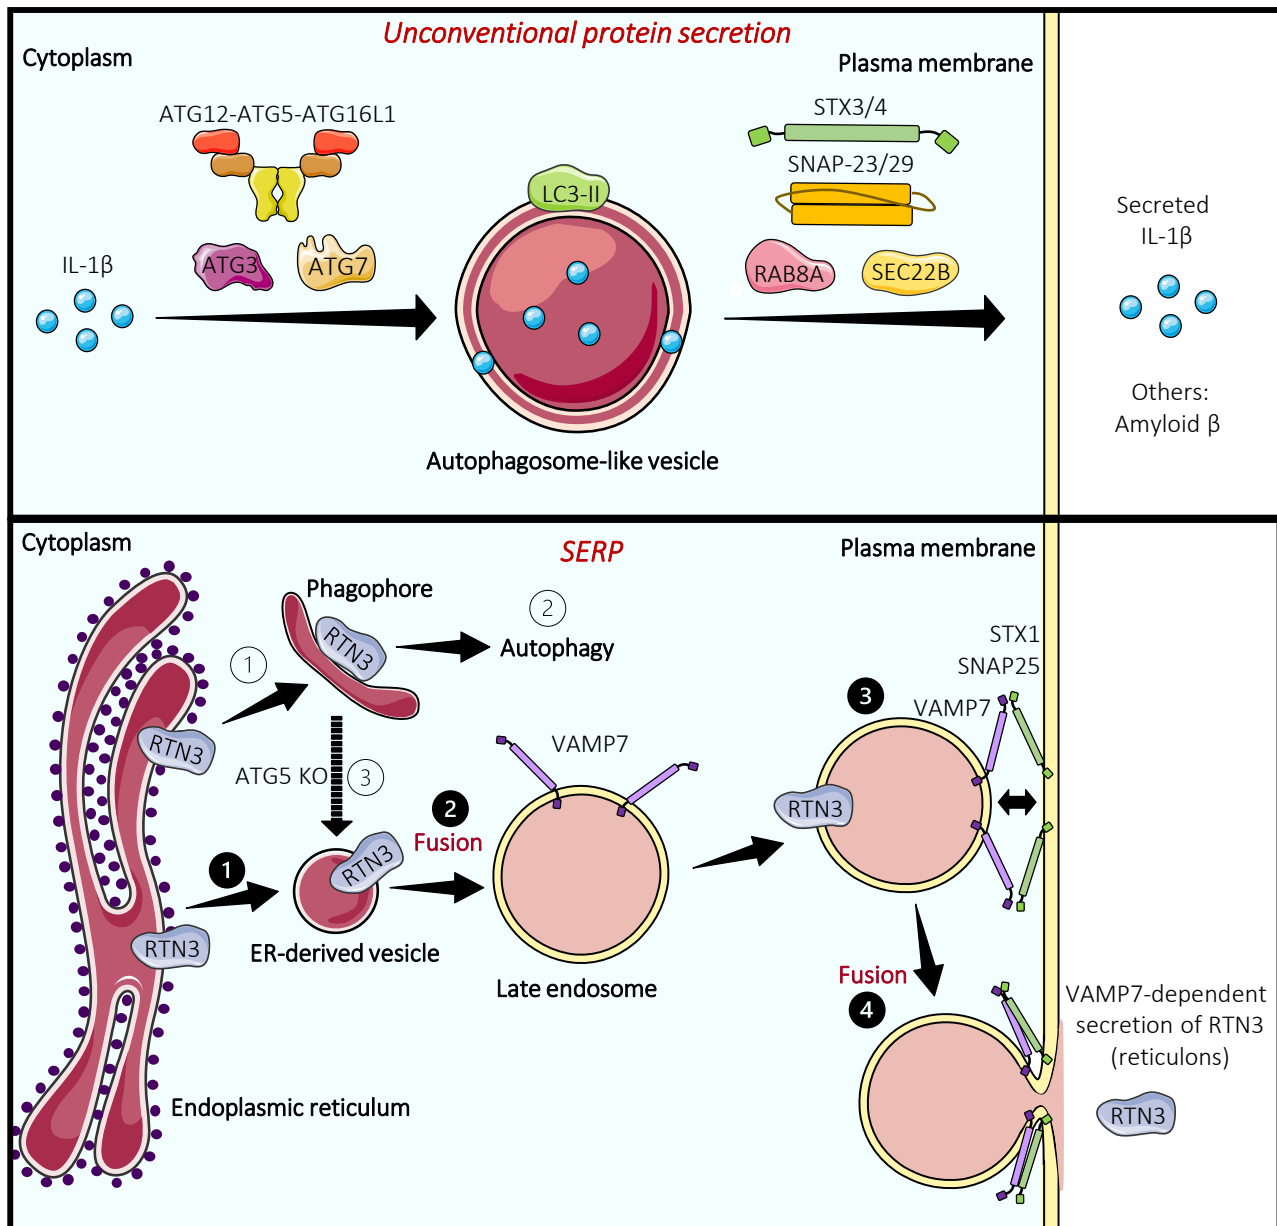 Unconventional protein secretion
Cytoplasm
Plasma membrane
ATG12-ATG5-ATG16L1
STX3/4
SNAP-23/29
LC3-II
IL-1β
ATG3
ATG7
RAB8A
SEC22B
Secreted
IL-1β
Others:
Amyloid β
Autophagosome-like vesicle
Cytoplasm
SERP
Plasma membrane
Phagophore
2
Autophagy
RTN3
1
STX1
SNAP25
3
VAMP7
RTN3
ATG5 KO
3
VAMP7
2
Fusion
RTN3
RTN3
1
RTN3
ER-derived vesicle
Late endosome
Fusion
4
VAMP7-dependent
secretion of RTN3
(reticulons)
RTN3
Endoplasmic reticulum